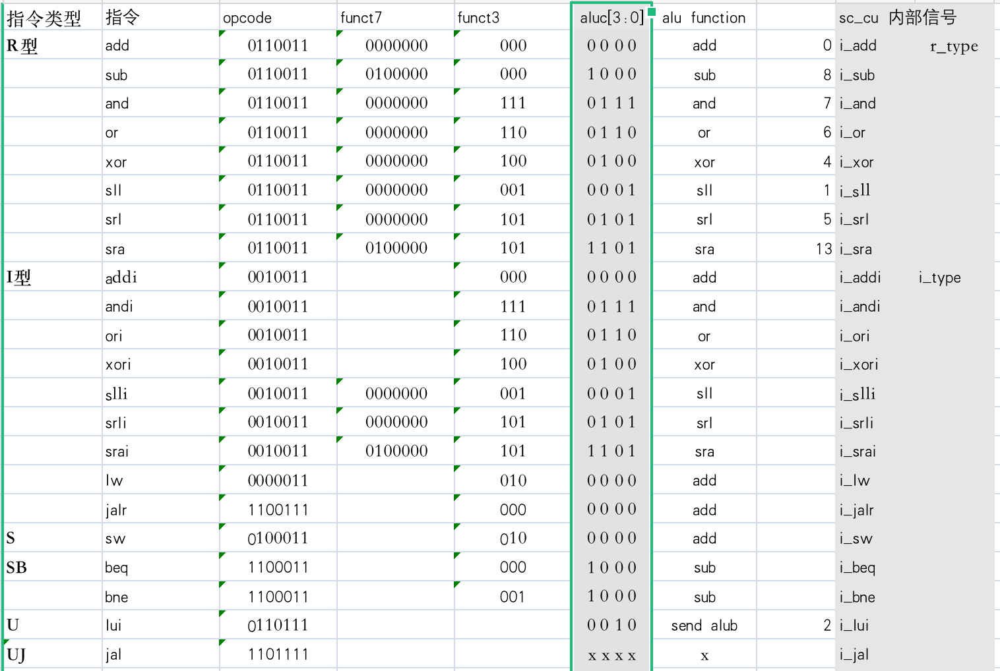 指令类型 指令 opcode funct7 funct3 aluc[3:0] alu function sc_cu 内部信号
R型 add 0110011 0000000 000 0 0 0 0 add 0 i_add r_type
sub 0110011 0100000 000 1 0 0 0 sub 8 i_sub
and 0110011 0000000 111 0 1 1 1 and 7 i_and
or 0110011 0000000 110 0 1 1 0 or 6 i_or
xor 0110011 0000000 100 0 1 0 0 xor 4 i_xor
sll 0110011 0000000 001 0 0 0 1 sll 1 i_sll
srl 0110011 0000000 101 0 1 0 1 srl 5 i_srl
sra 0110011 0100000 101 1 1 0 1 sra 13 i_sra
I型 addi 0010011 000 0 0 0 0 add i_addi i_type
andi 0010011 111 0 1 1 1 and i_andi
ori 0010011 110 0 1 1 0 or i_ori
xori 0010011 100 0 1 0 0 xor i_xori
slli 0010011 0000000 001 0 0 0 1 sll i_slli
srli 0010011 0000000 101 0 1 0 1 srl i_srli
srai 0010011 0100000 101 1 1 0 1 sra i_srai
lw 0000011 010 0 0 0 0 add i_lw
jalr 1100111 000 0 0 0 0 add i_jalr
S sw 0100011 010 0 0 0 0 add i_sw
SB beq 1100011 000 1 0 0 0 sub i_beq
bne 1100011 001 1 0 0 0 sub i_bne
U lui 0110111 0 0 1 0 send alub 2 i_lui
UJ jal 1101111 x x x x x i_jal